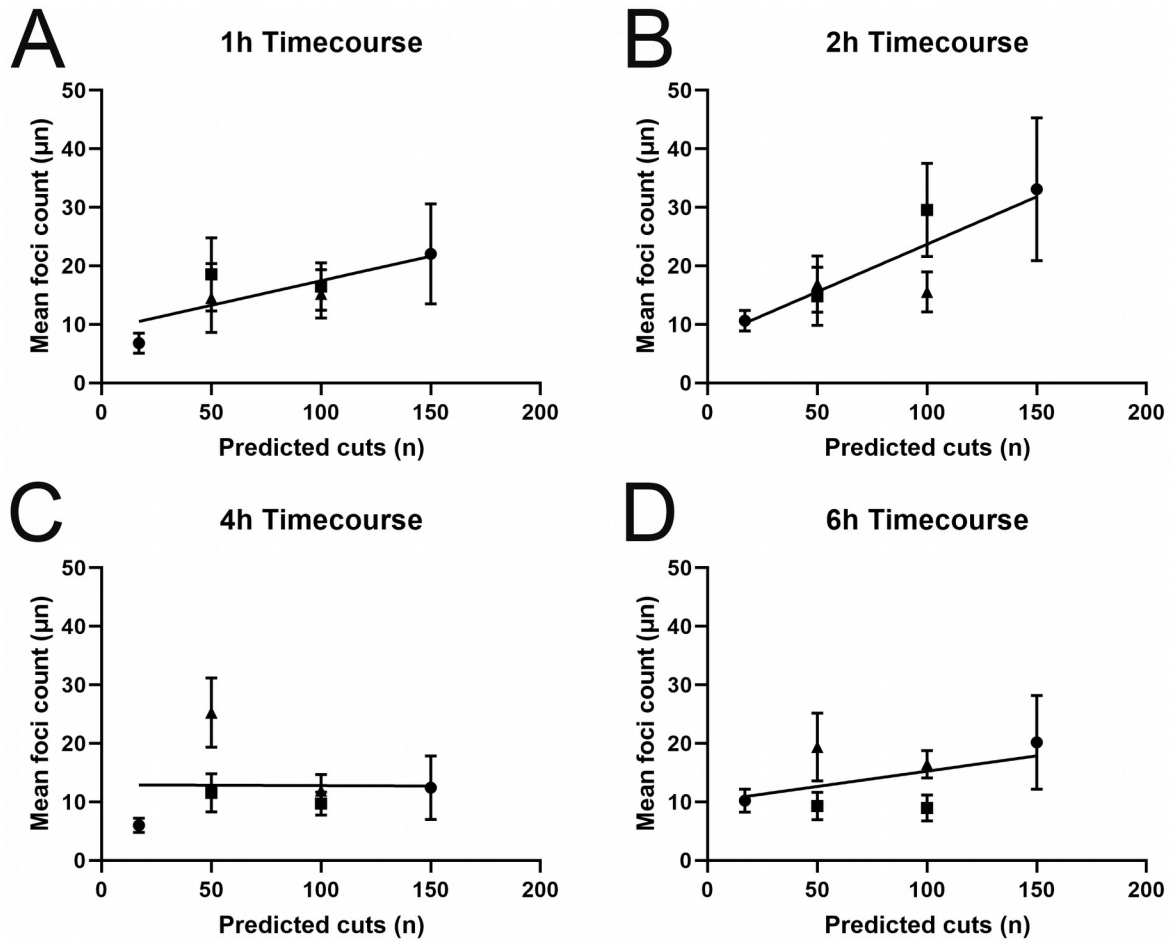 A
1h Timecourse
Mean foci count (µn)
50
40
30
20
10
0
0 50 100 150 200
Predicted cuts (n)
B
2h Timecourse
Mean foci count (µn)
50
40
30
20
10
0
0 50 100 150 200
Predicted cuts (n)
C
4h Timecourse
Mean foci count (µn)
50
40
30
20
10
0
0 50 100 150 200
Predicted cuts (n)
D
6h Timecourse
Mean foci count (µn)
50
40
30
20
10
0
0 50 100 150 200
Predicted cuts (n)